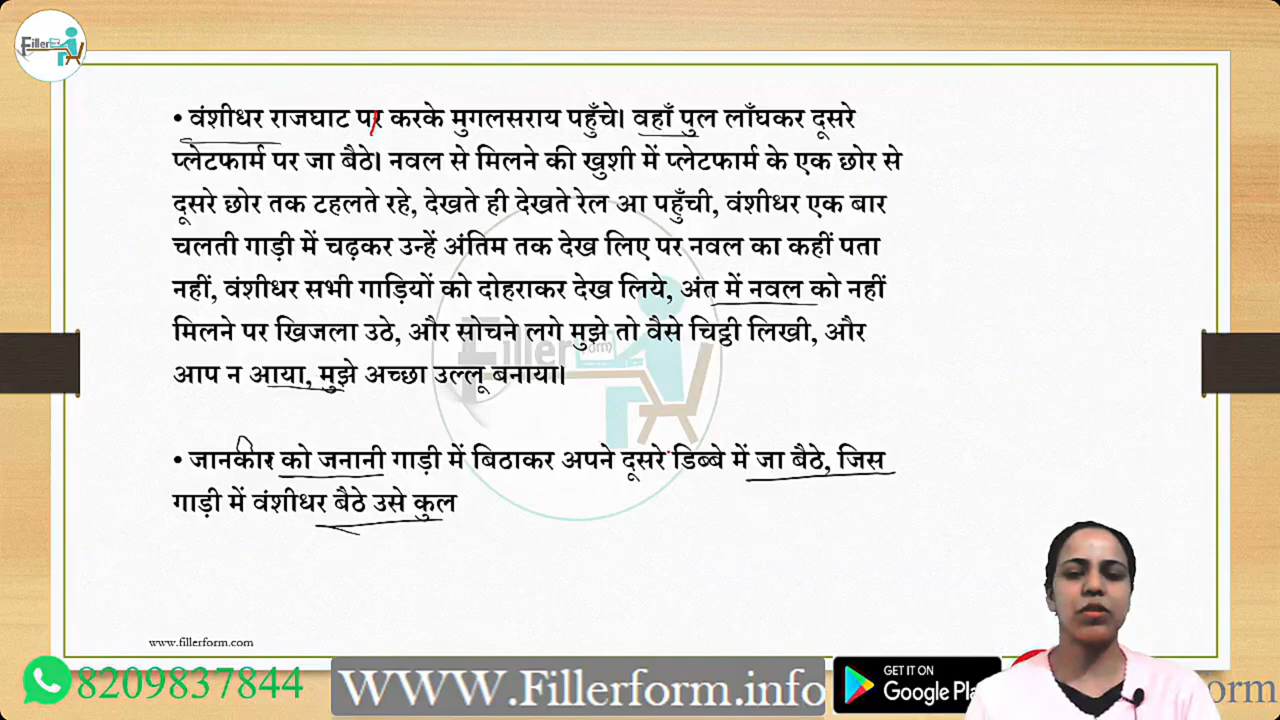 Fillerform
• वंशीधर राजघाट पर करके मुगलसराय पहुँचे। वहाँ पुल लाँघकर दूसरे
प्लेटफार्म पर जा बैठे। नवल से मिलने की खुशी में प्लेटफार्म के एक छोर से
दूसरे छोर तक टहलते रहे, देखते ही देखते रेल आ पहुँची, वंशीधर एक बार
चलती गाड़ी में चढ़कर उन्हें अंतिम तक देख लिए पर नवल का कहीं पता
नहीं, वंशीधर सभी गाड़ियों को दोहराकर देख लिये, अंत में नवल को नहीं
मिलने पर खिजला उठे, और सोचने लगे मुझे तो वैसे चिट्ठी लिखी, और
आप न आया, मुझे अच्छा उल्लू बनाया।
• जानकीार को जनानी गाड़ी में बिठाकर अपने दूसरे डिब्बे में जा बैठे, जिस
गाड़ी में वंशीधर बैठे उसे कुल
www.fillerform.com
8209837844
WWW.Fillerform.info
GET IT ON
Google Pla
orm